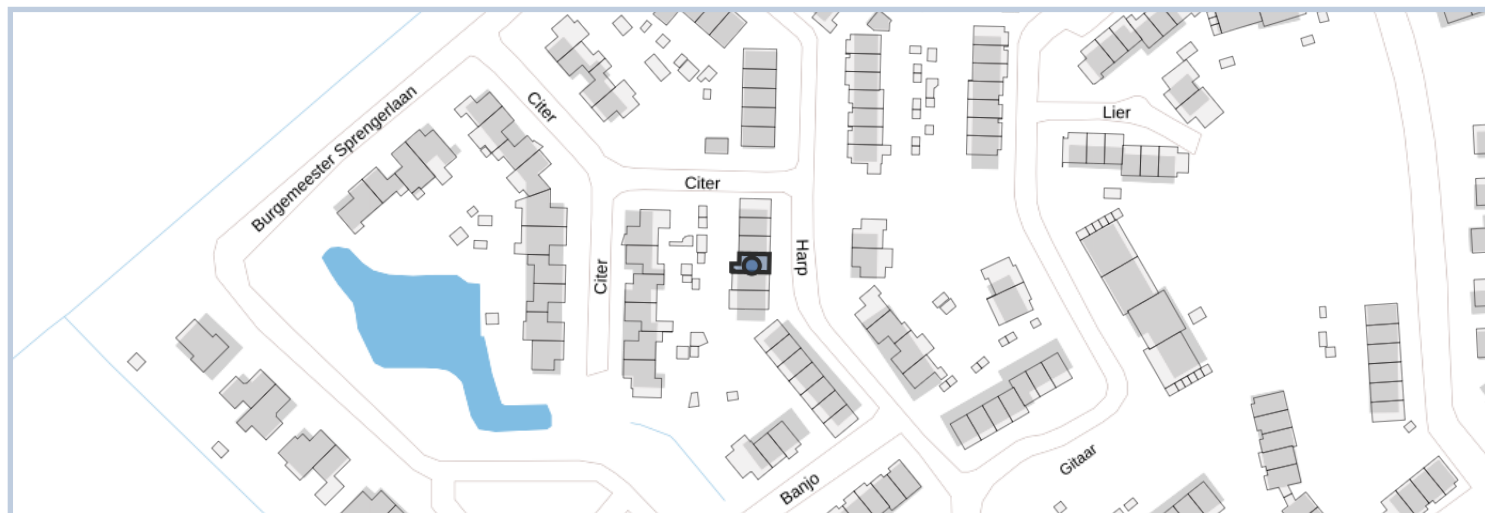 Burgemeester Sprengerlaan
Citer
Lier
Citer
Harp
Citer
Gitaar
Banjo